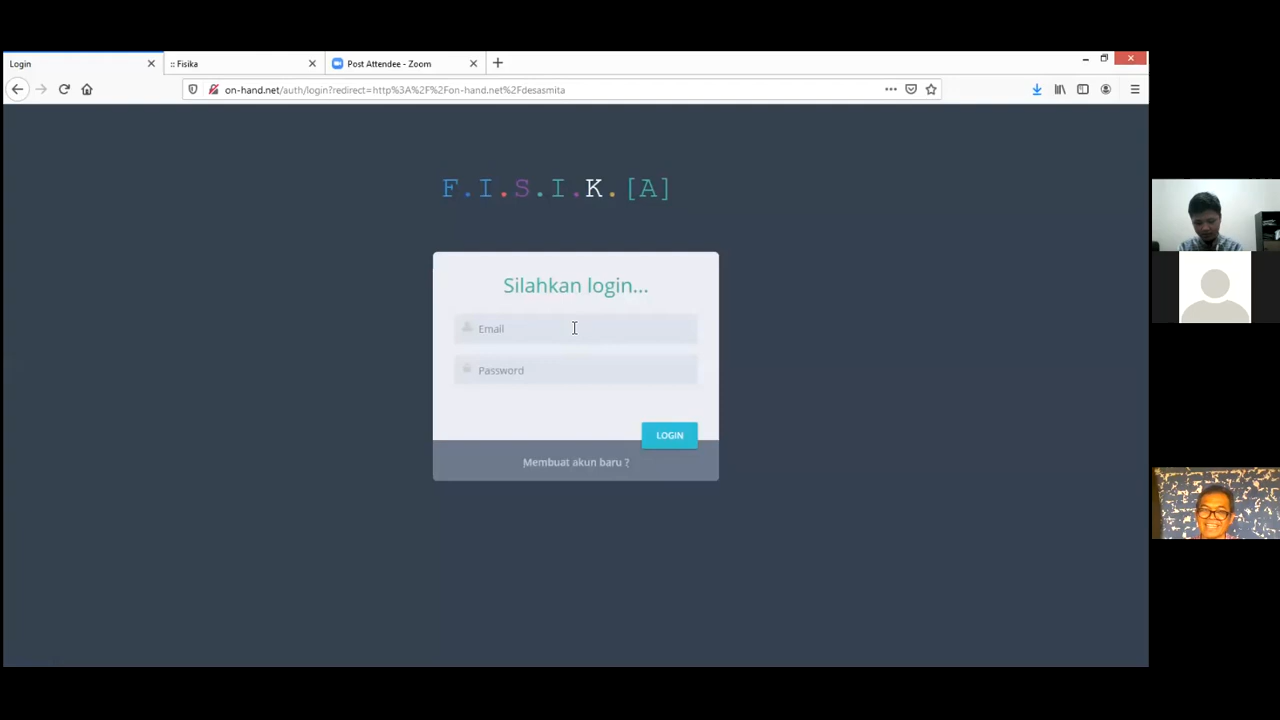 Login
:: Fisika
Post Attendee - Zoom
on-hand.net/auth/login?redirect=http%3A%2F%2Fon-hand.net%2Fdesasmita
F.I.S.I.K.[A]
Silahkan login...
Email
Password
LOGIN
Membuat akun baru ?